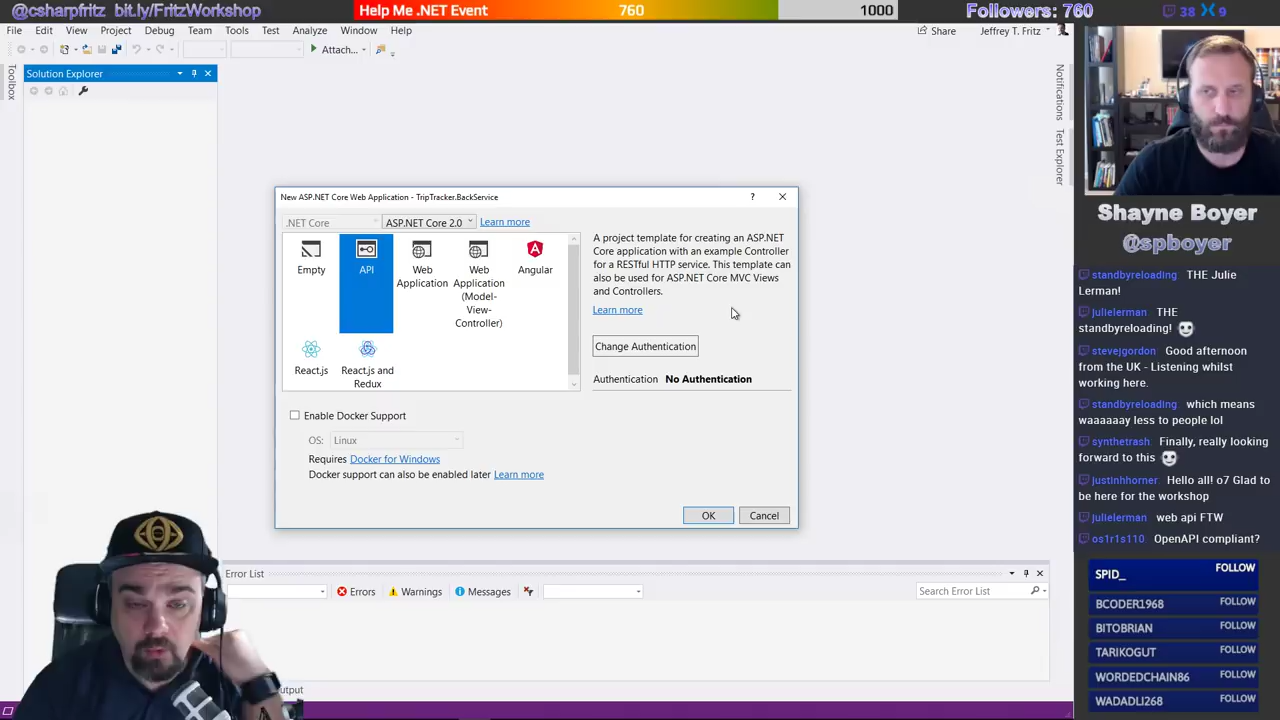 @csharpfritz bit.ly/FritzWorkshop
Help Me .NET Event
760
1000
Followers: 760
38
9
File
Edit
View
Project
Debug
Team
Tools
Test
Analyze
Window
Help
Share
Jeffrey T. Fritz
Attach...
Toolbox
Solution Explorer
Notifications
Test Explorer
New ASP.NET Core Web Application - TripTracker.BackService
.NET Core
ASP.NET Core 2.0
Learn more
Empty
API
Web
Application
Web
Application
(Model-
View-
Controller)
Angular
React.js
React.js and
Redux
A project template for creating an ASP.NET
Core application with an example Controller
for a RESTful HTTP service. This template can
also be used for ASP.NET Core MVC Views
and Controllers.
Learn more
Change Authentication
Authentication No Authentication
Enable Docker Support
OS: Linux
Requires Docker for Windows
Docker support can also be enabled later Learn more
OK
Cancel
Error List
Errors
Warnings
Messages
Search Error List
Shayne Boyer
@spboyer
standbyreloading: THE Julie
Lerman!
julielerman: THE
standbyreloading!
stevejgordon: Good afternoon
from the UK - Listening whilst
working here.
standbyreloading: which means
waaaaay less to people lol
synthetrash: Finally, really looking
forward to this
justinhhorner: Hello all! o7 Glad to
be here for the workshop
julielerman: web api FTW
os1r1s110: OpenAPI compliant?
SPID_ FOLLOW
BCODER1968 FOLLOW
BITOBRIAN FOLLOW
TARIKOGUT FOLLOW
WORDEDCHAIN86 FOLLOW
WADADLI268 FOLLOW